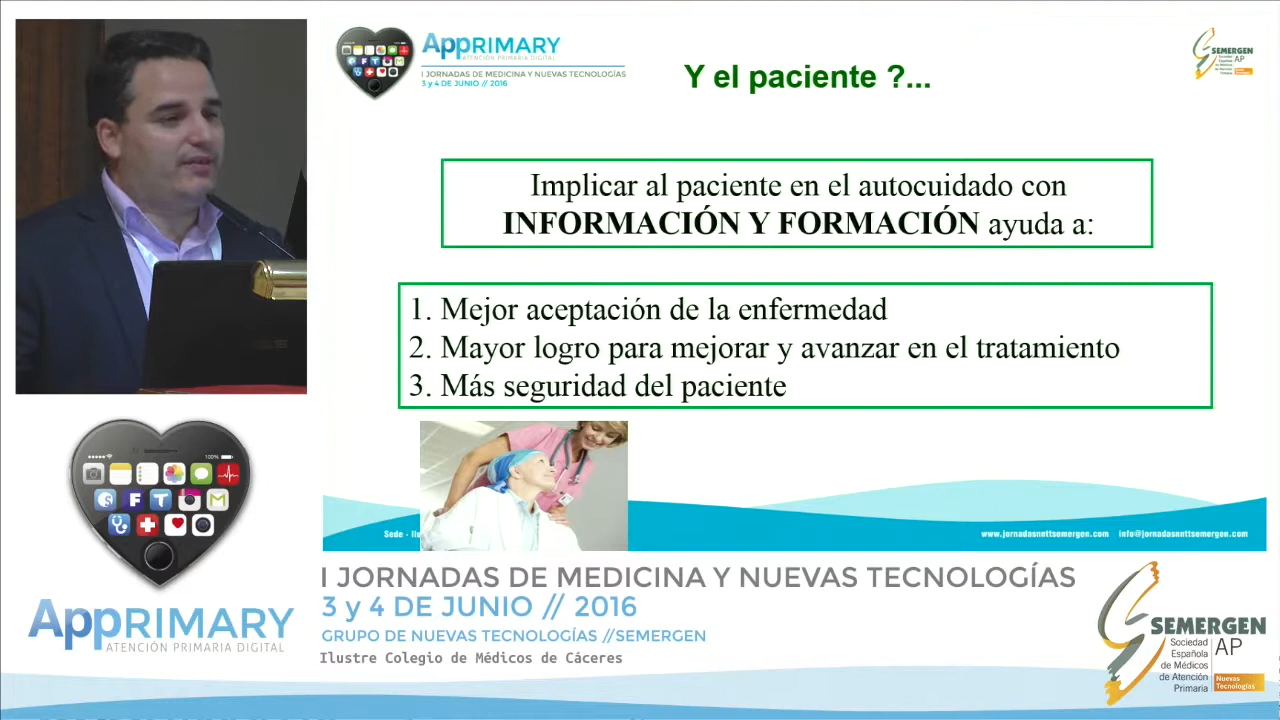 AppRIMARY
ATENCIÓN PRIMARIA DIGITAL
I JORNADAS DE MEDICINA Y NUEVAS TECNOLOGÍAS
3 y 4 DE JUNIO // 2016
SEMERGEN
AP
Y el paciente ?...
Implicar al paciente en el autocuidado con
INFORMACIÓN Y FORMACIÓN ayuda a:
1. Mejor aceptación de la enfermedad
2. Mayor logro para mejorar y avanzar en el tratamiento
3. Más seguridad del paciente
Sede
www.jornadasnnttsemergen.com info@jornadasnnttsemergen.com
100%
AppRIMARY
ATENCIÓN PRIMARIA DIGITAL
I JORNADAS DE MEDICINA Y NUEVAS TECNOLOGÍAS
3 y 4 DE JUNIO // 2016
GRUPO DE NUEVAS TECNOLOGÍAS //SEMERGEN
Ilustre Colegio de Médicos de Cáceres
SEMERGEN
Sociedad
Española
de Médicos
de Atención
Primaria
AP
Nuevas
Tecnologías